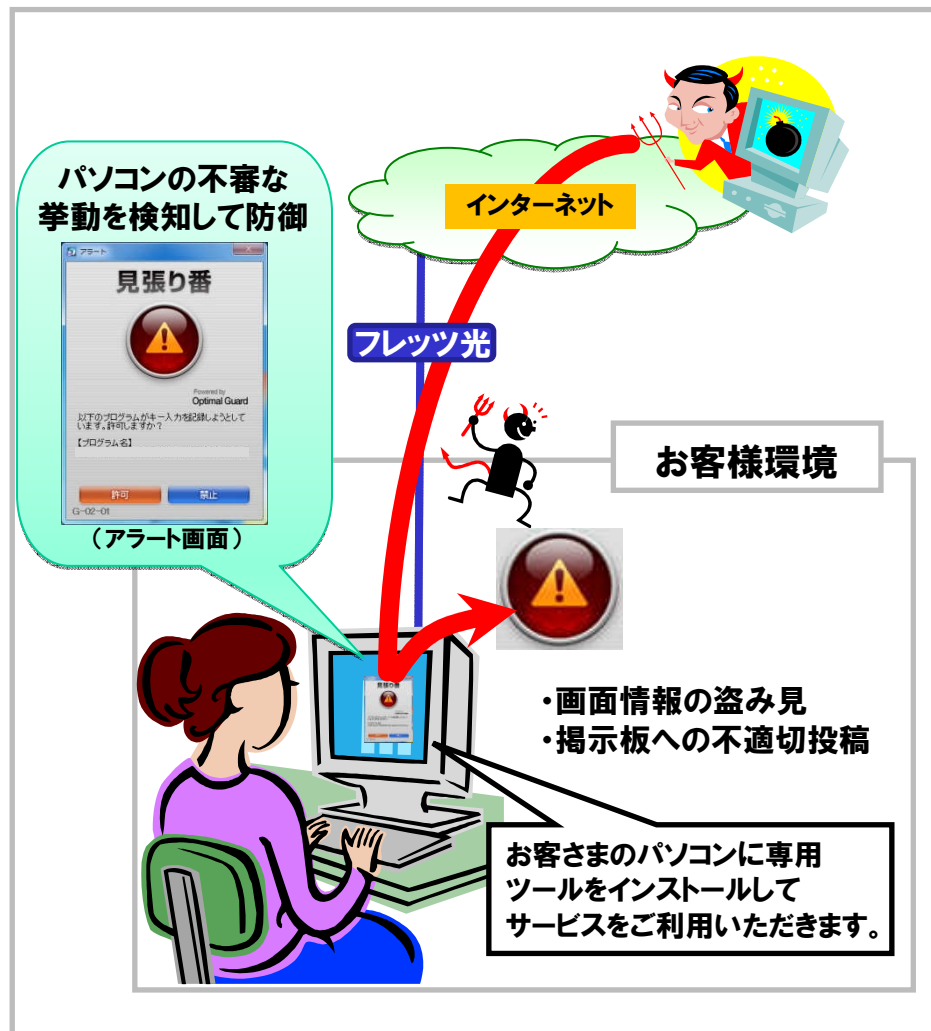 パソコンの不審な
挙動を検知して防御
アラート
見張り番
Powered by
Optimal Guard
以下のプログラムがキー入力を記録しようとして
います。許可しますか？
【プログラム名】
許可
禁止
G-02-01
（アラート画面）
インターネット
フレッツ光
お客様環境
見張り番
・画面情報の盗み見
・掲示板への不適切投稿
お客さまのパソコンに専用
ツールをインストールして
サービスをご利用いただきます。